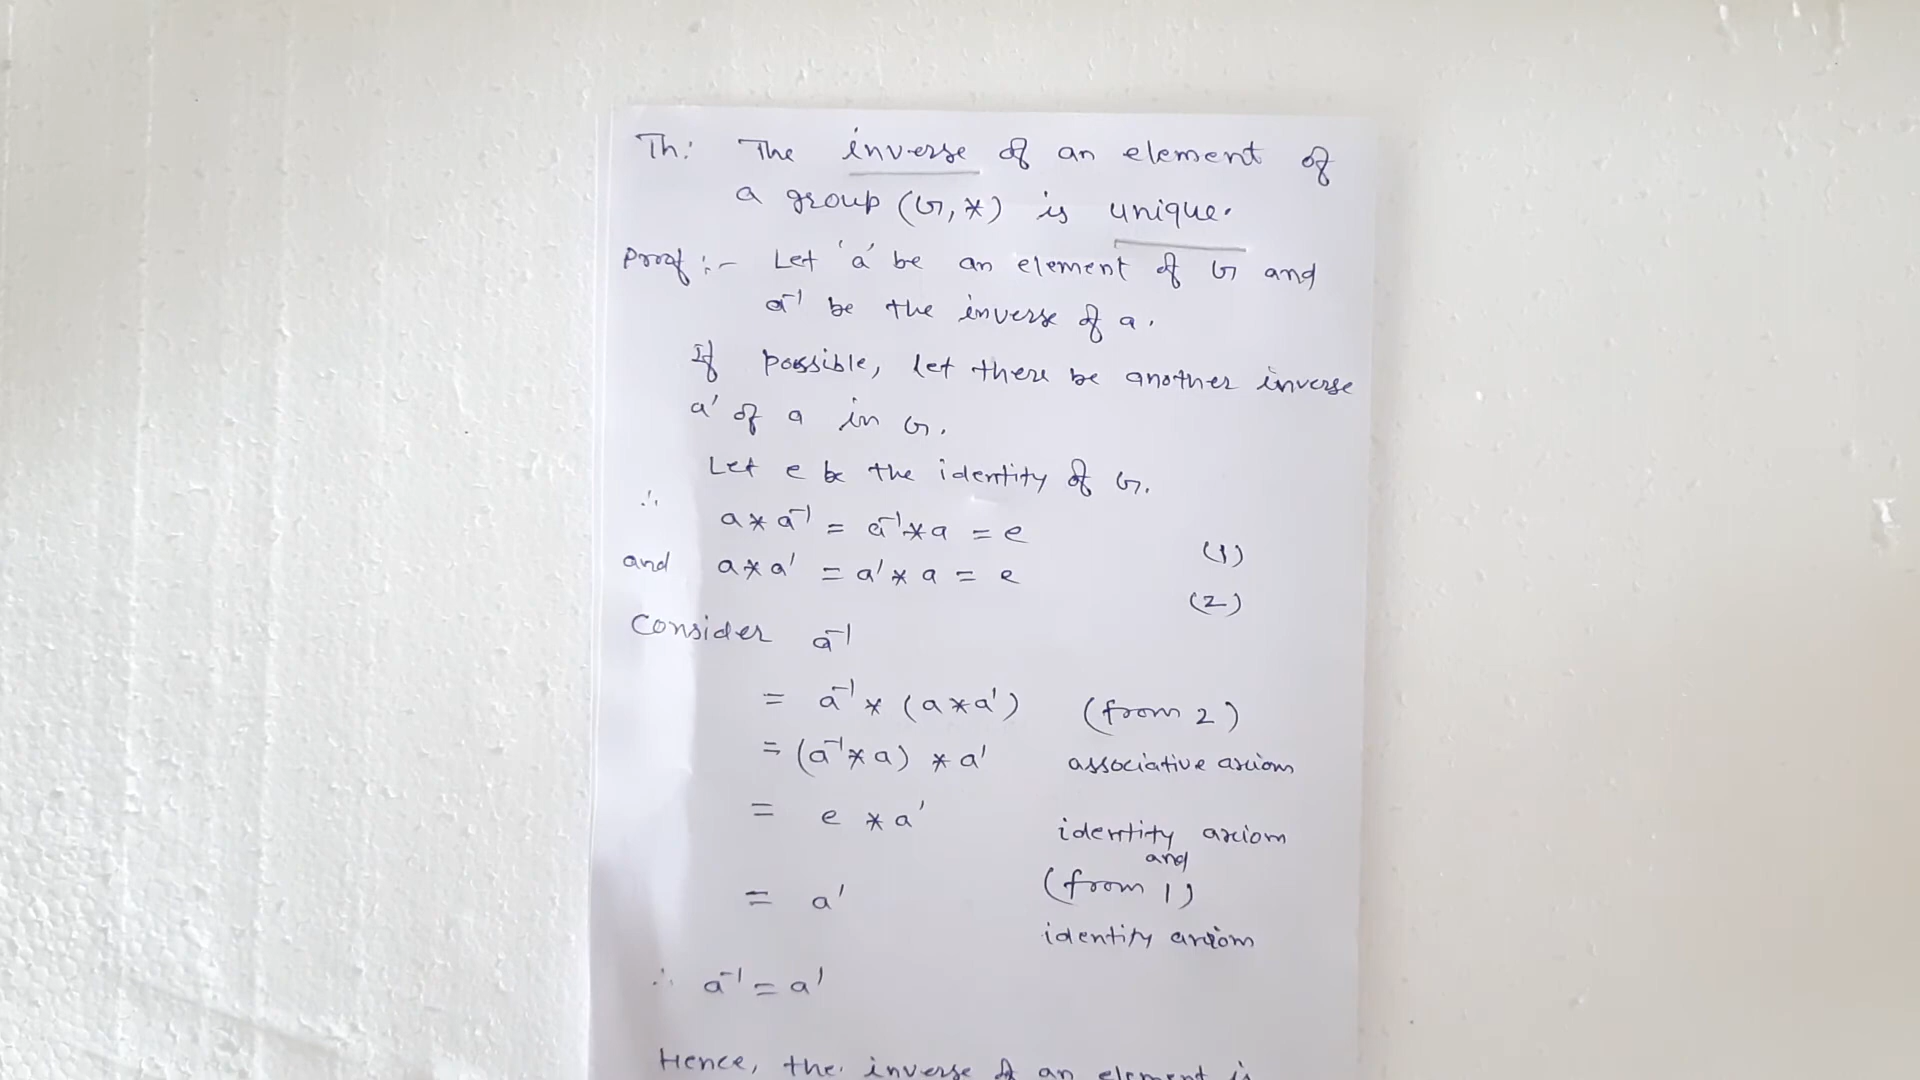 Th: The inverse of an element of
a group (G, *) is unique.
Proof :- Let 'a' be an element of G and
a⁻¹ be the inverse of a.
If possible, let there be another inverse
a' of a in G.
Let e be the identity of G.
∴ a * a⁻¹ = a⁻¹ * a = e (1)
and a * a' = a' * a = e (2)
Consider a⁻¹
= a⁻¹ * (a * a') (from 2)
= (a⁻¹ * a) * a' associative axiom
= e * a' identity axiom
and
(from 1)
= a' identity axiom
∴ a⁻¹ = a'
Hence, the inverse of an element is